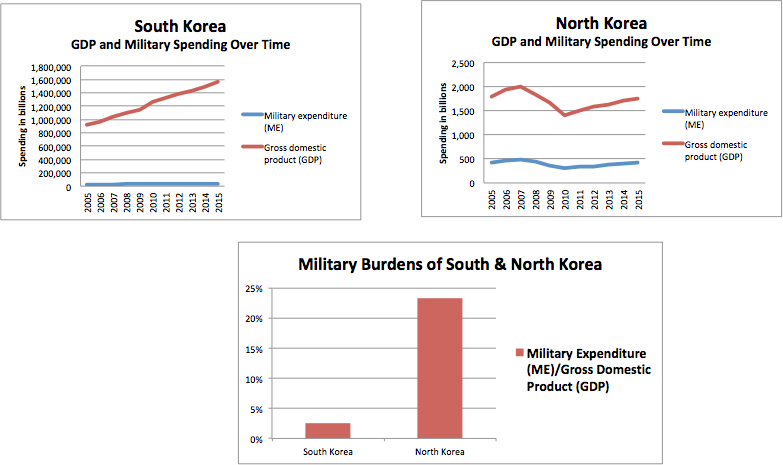 South Korea
GDP and Military Spending Over Time
Spending in billions
1,800,000
1,600,000
1,400,000
1,200,000
1,000,000
800,000
600,000
400,000
200,000
0
2005
2006
2007
2008
2009
2010
2011
2012
2013
2014
2015
Military expenditure
(ME)
Gross domestic
product (GDP)
North Korea
GDP and Military Spending Over Time
Spending in billions
2,500
2,000
1,500
1,000
500
0
2005
2006
2007
2008
2009
2010
2011
2012
2013
2014
2015
Military expenditure
(ME)
Gross domestic
product (GDP)
Military Burdens of South & North Korea
25%
20%
15%
10%
5%
0%
South Korea
North Korea
Military Expenditure
(ME)/Gross Domestic
Product (GDP)